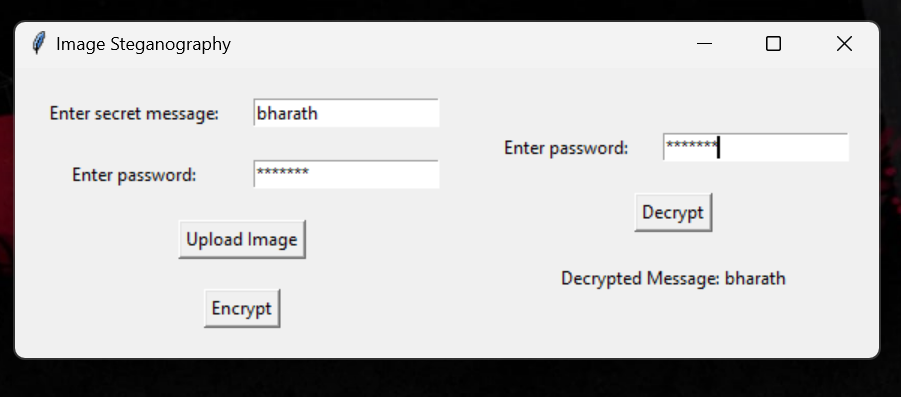 Image Steganography
Enter secret message: bharath
Enter password: *******
Upload Image
Encrypt
Enter password: *******
Decrypt
Decrypted Message: bharath